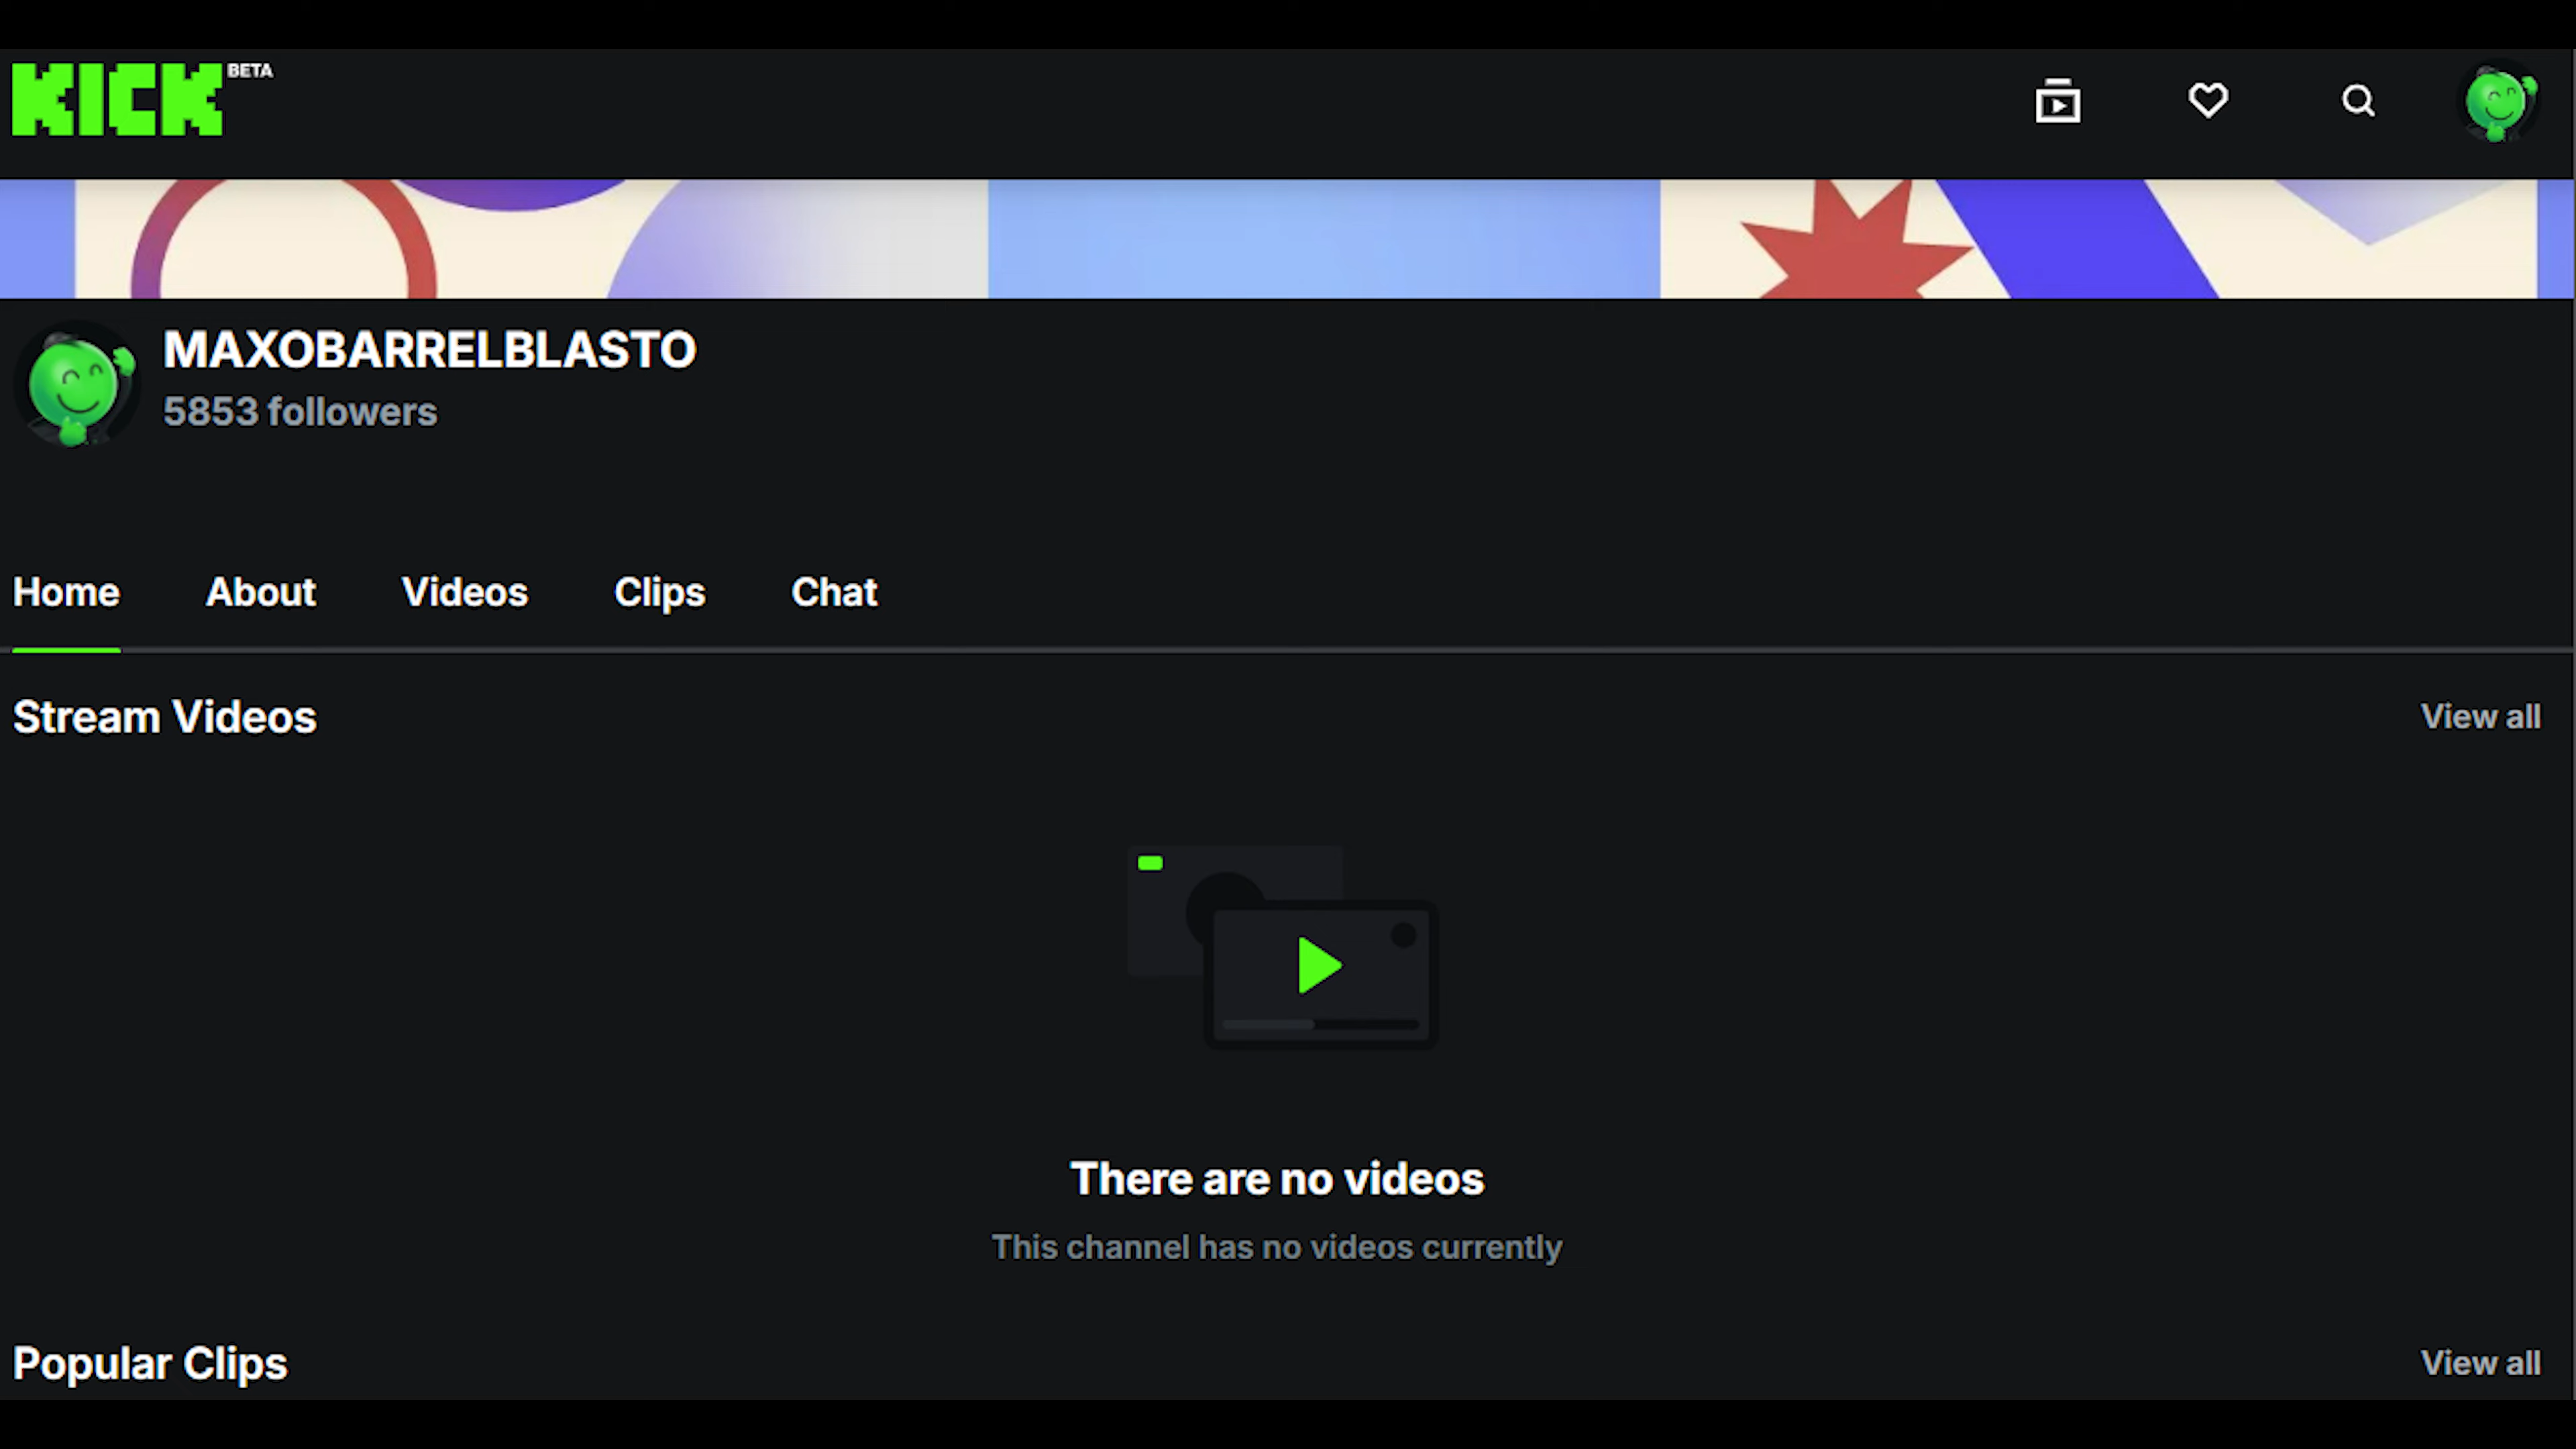 KICK BETA
MAXOBARRELBLASTO
5853 followers
Home About Videos Clips Chat
Stream Videos View all
There are no videos
This channel has no videos currently
Popular Clips View all